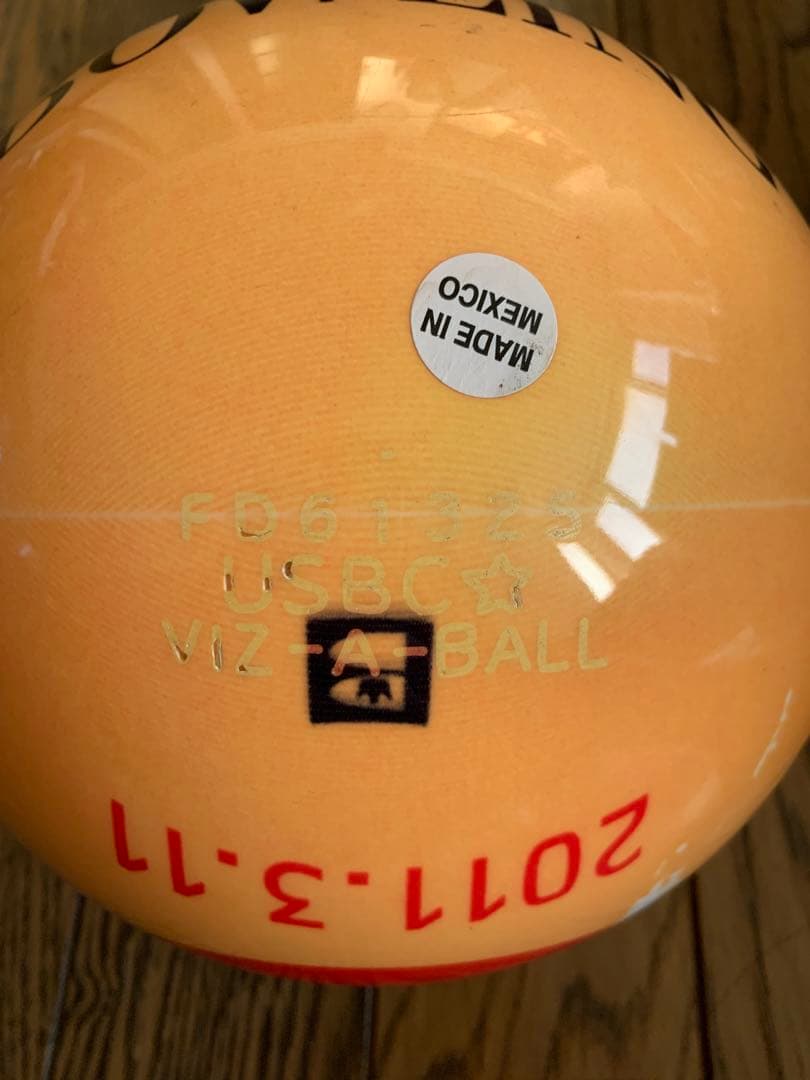 MADE IN
MEXICO
FD61325
USBC☆
VIZ-A-BALL
2011.3.11